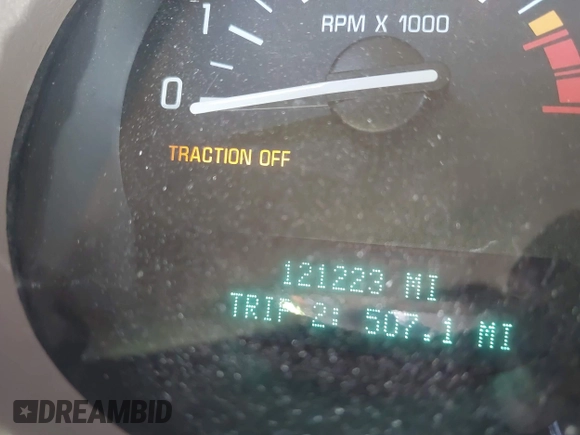 1
RPM X 1000
0
TRACTION OFF
121223 MI
TRIP 2: 507.1 MI
DREAMBID